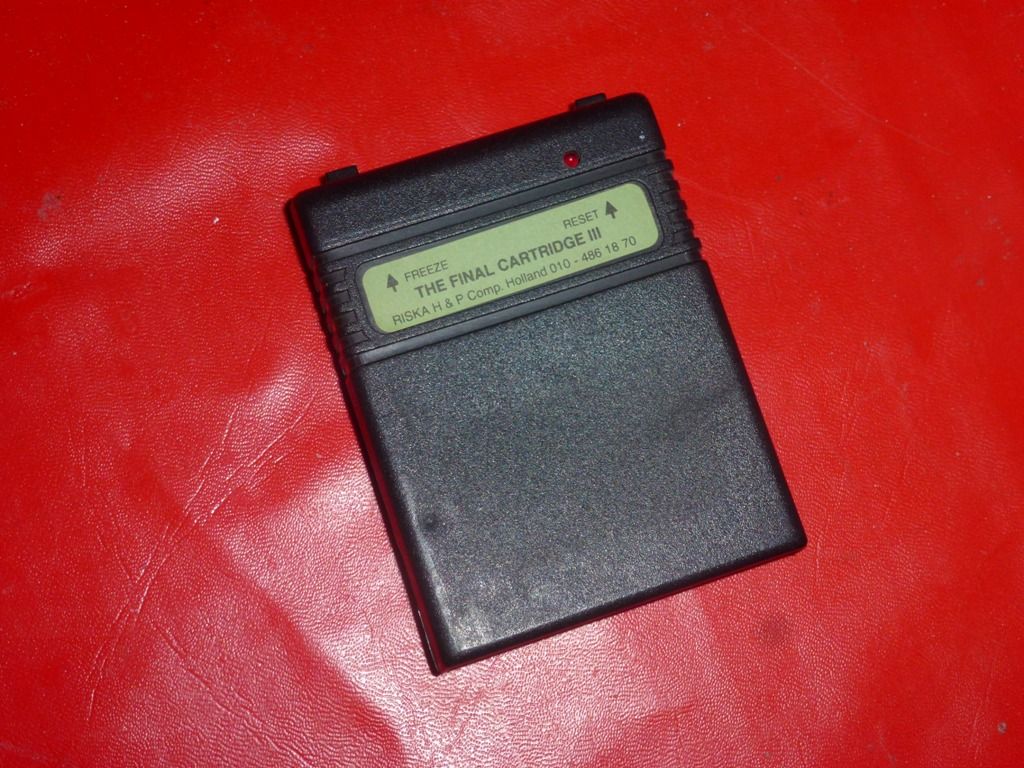 ↑ FREEZE RESET ↑
THE FINAL CARTRIDGE III
RISKA H & P Comp. Holland 010 - 486 18 70